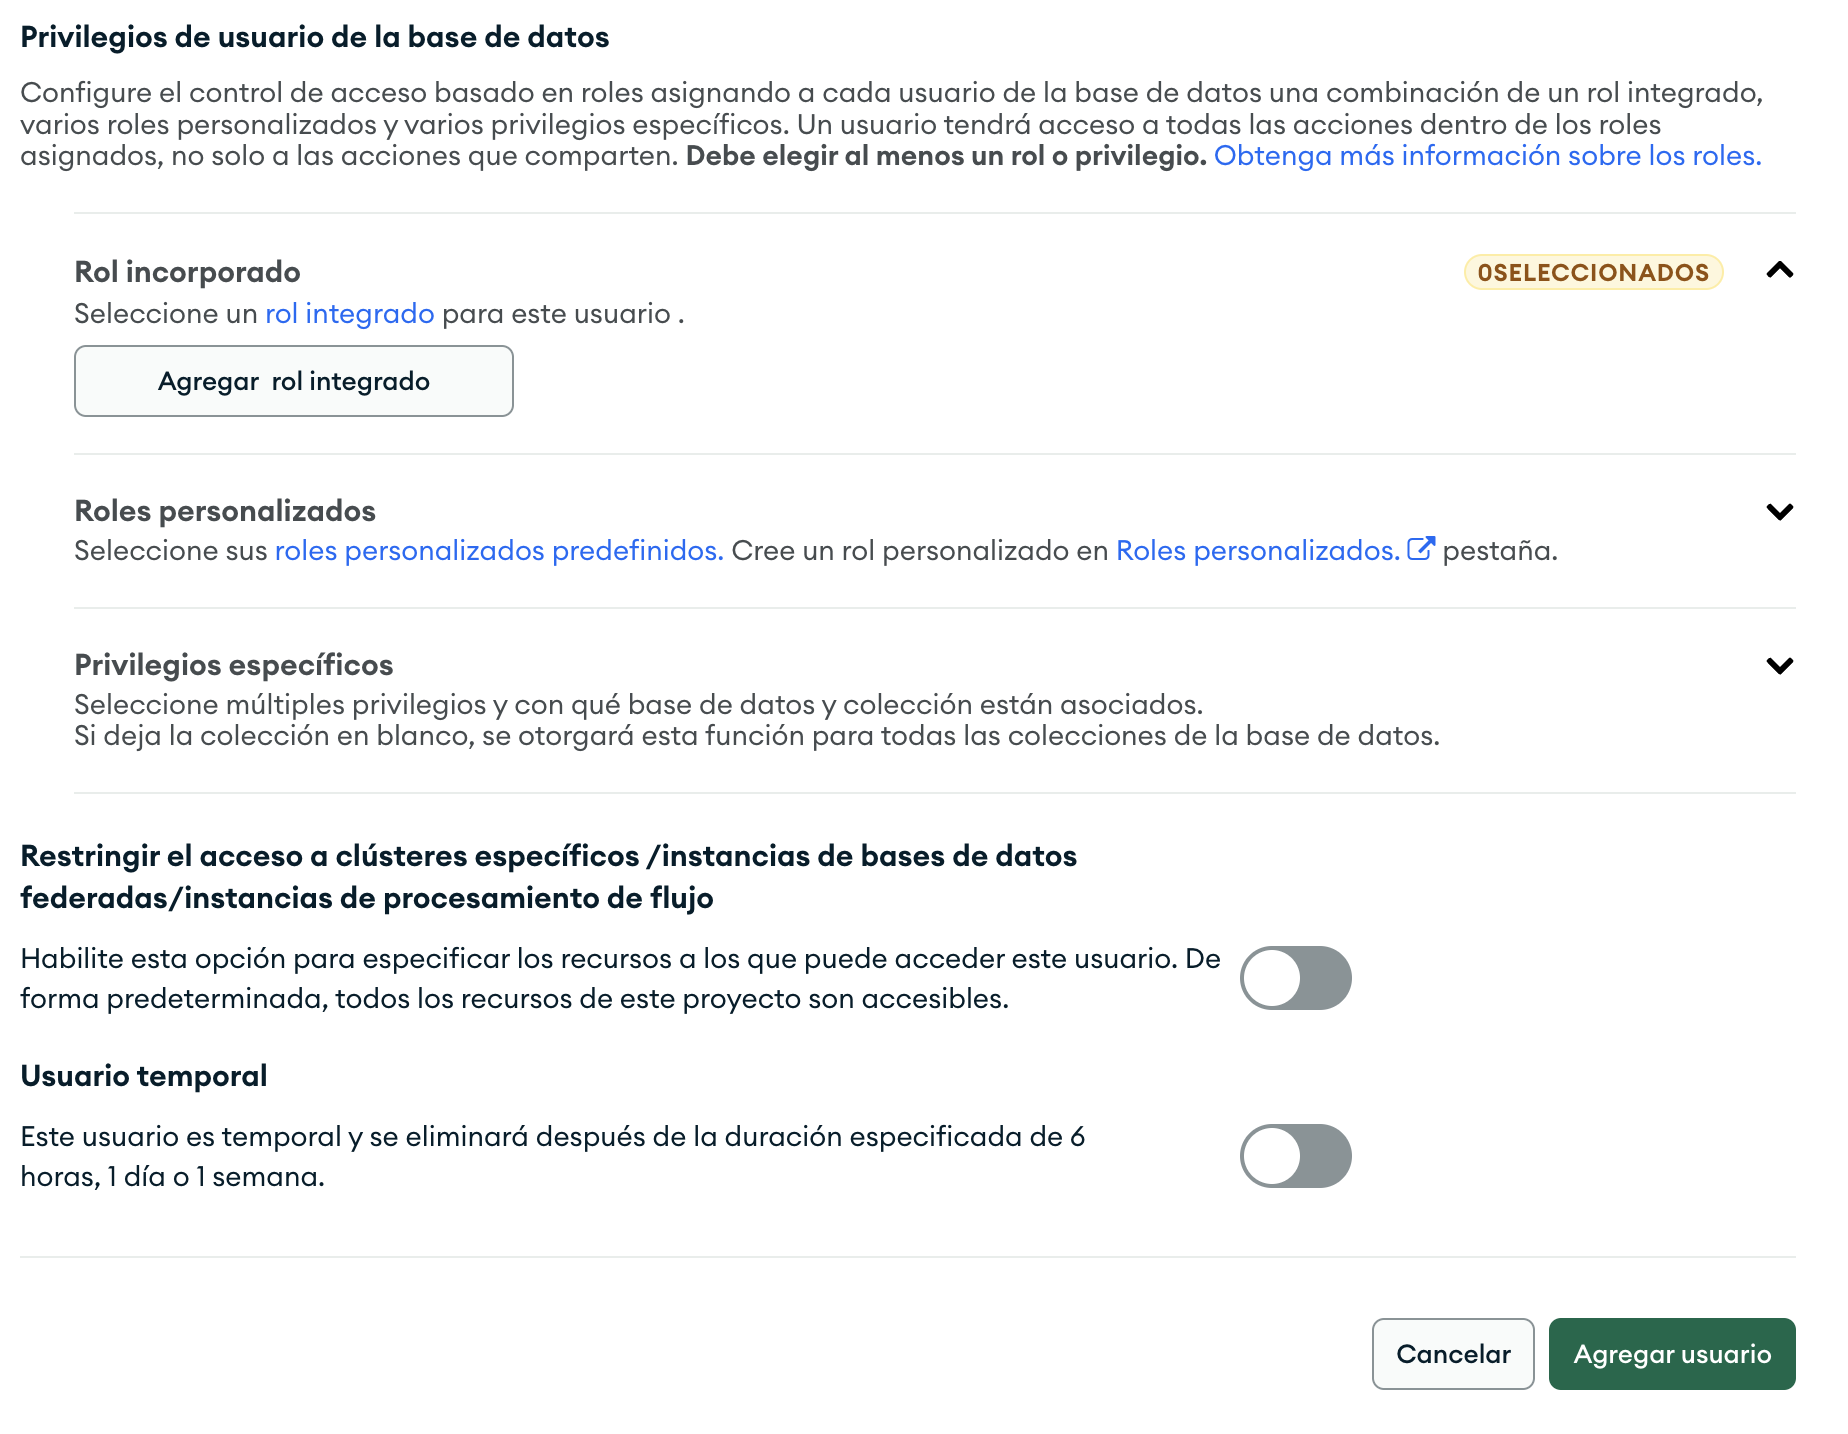 Privilegios de usuario de la base de datos
Configure el control de acceso basado en roles asignando a cada usuario de la base de datos una combinación de un rol integrado,
varios roles personalizados y varios privilegios específicos. Un usuario tendrá acceso a todas las acciones dentro de los roles
asignados, no solo a las acciones que comparten. Debe elegir al menos un rol o privilegio. Obtenga más información sobre los roles.
Rol incorporado
0SELECCIONADOS
Seleccione un rol integrado para este usuario .
Agregar rol integrado
Roles personalizados
Seleccione sus roles personalizados predefinidos. Cree un rol personalizado en Roles personalizados. pestaña.
Privilegios específicos
Seleccione múltiples privilegios y con qué base de datos y colección están asociados.
Si deja la colección en blanco, se otorgará esta función para todas las colecciones de la base de datos.
Restringir el acceso a clústeres específicos /instancias de bases de datos
federadas/instancias de procesamiento de flujo
Habilite esta opción para especificar los recursos a los que puede acceder este usuario. De
forma predeterminada, todos los recursos de este proyecto son accesibles.
Usuario temporal
Este usuario es temporal y se eliminará después de la duración especificada de 6
horas, 1 día o 1 semana.
Cancelar
Agregar usuario